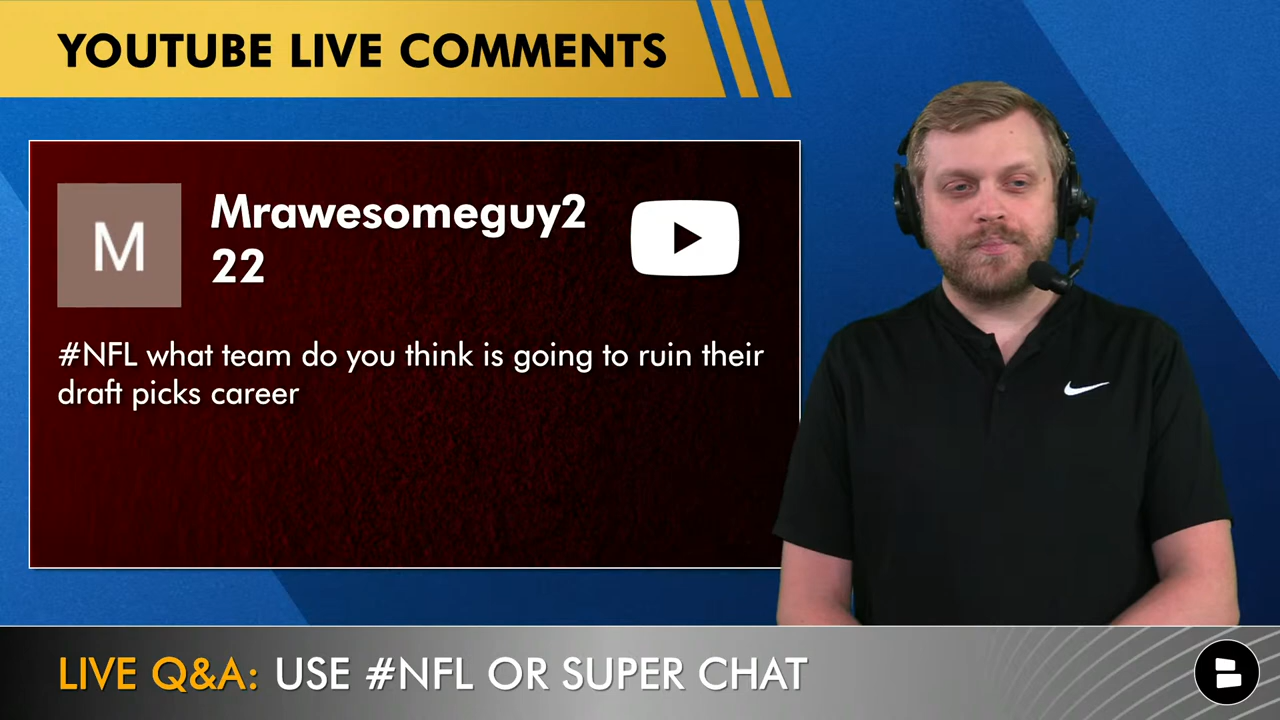 YOUTUBE LIVE COMMENTS
M
Mrawesomeguy2
22
#NFL what team do you think is going to ruin their
draft picks career
LIVE Q&A: USE #NFL OR SUPER CHAT